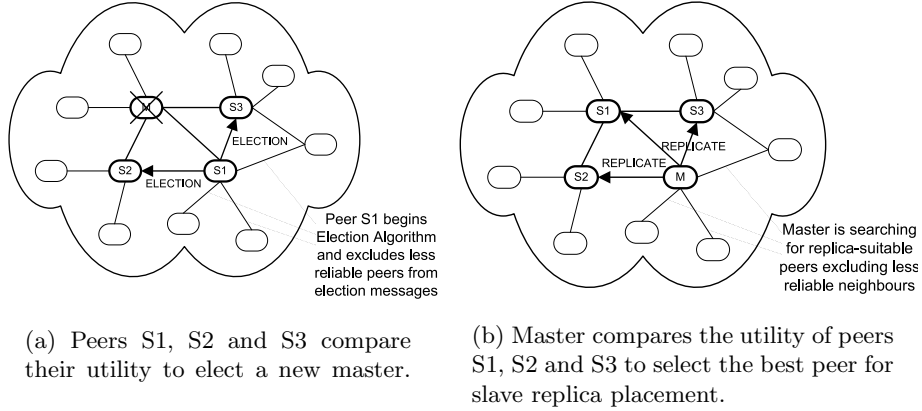 M
S3
ELECTION
S2
S1
ELECTION
Peer S1 begins
Election Algorithm
and excludes less
reliable peers from
election messages
(a) Peers S1, S2 and S3 compare
their utility to elect a new master.
S1
S3
REPLICATE
REPLICATE
S2
M
Master is searching
for replica-suitable
peers excluding less
reliable neighbours
(b) Master compares the utility of peers
S1, S2 and S3 to select the best peer for
slave replica placement.